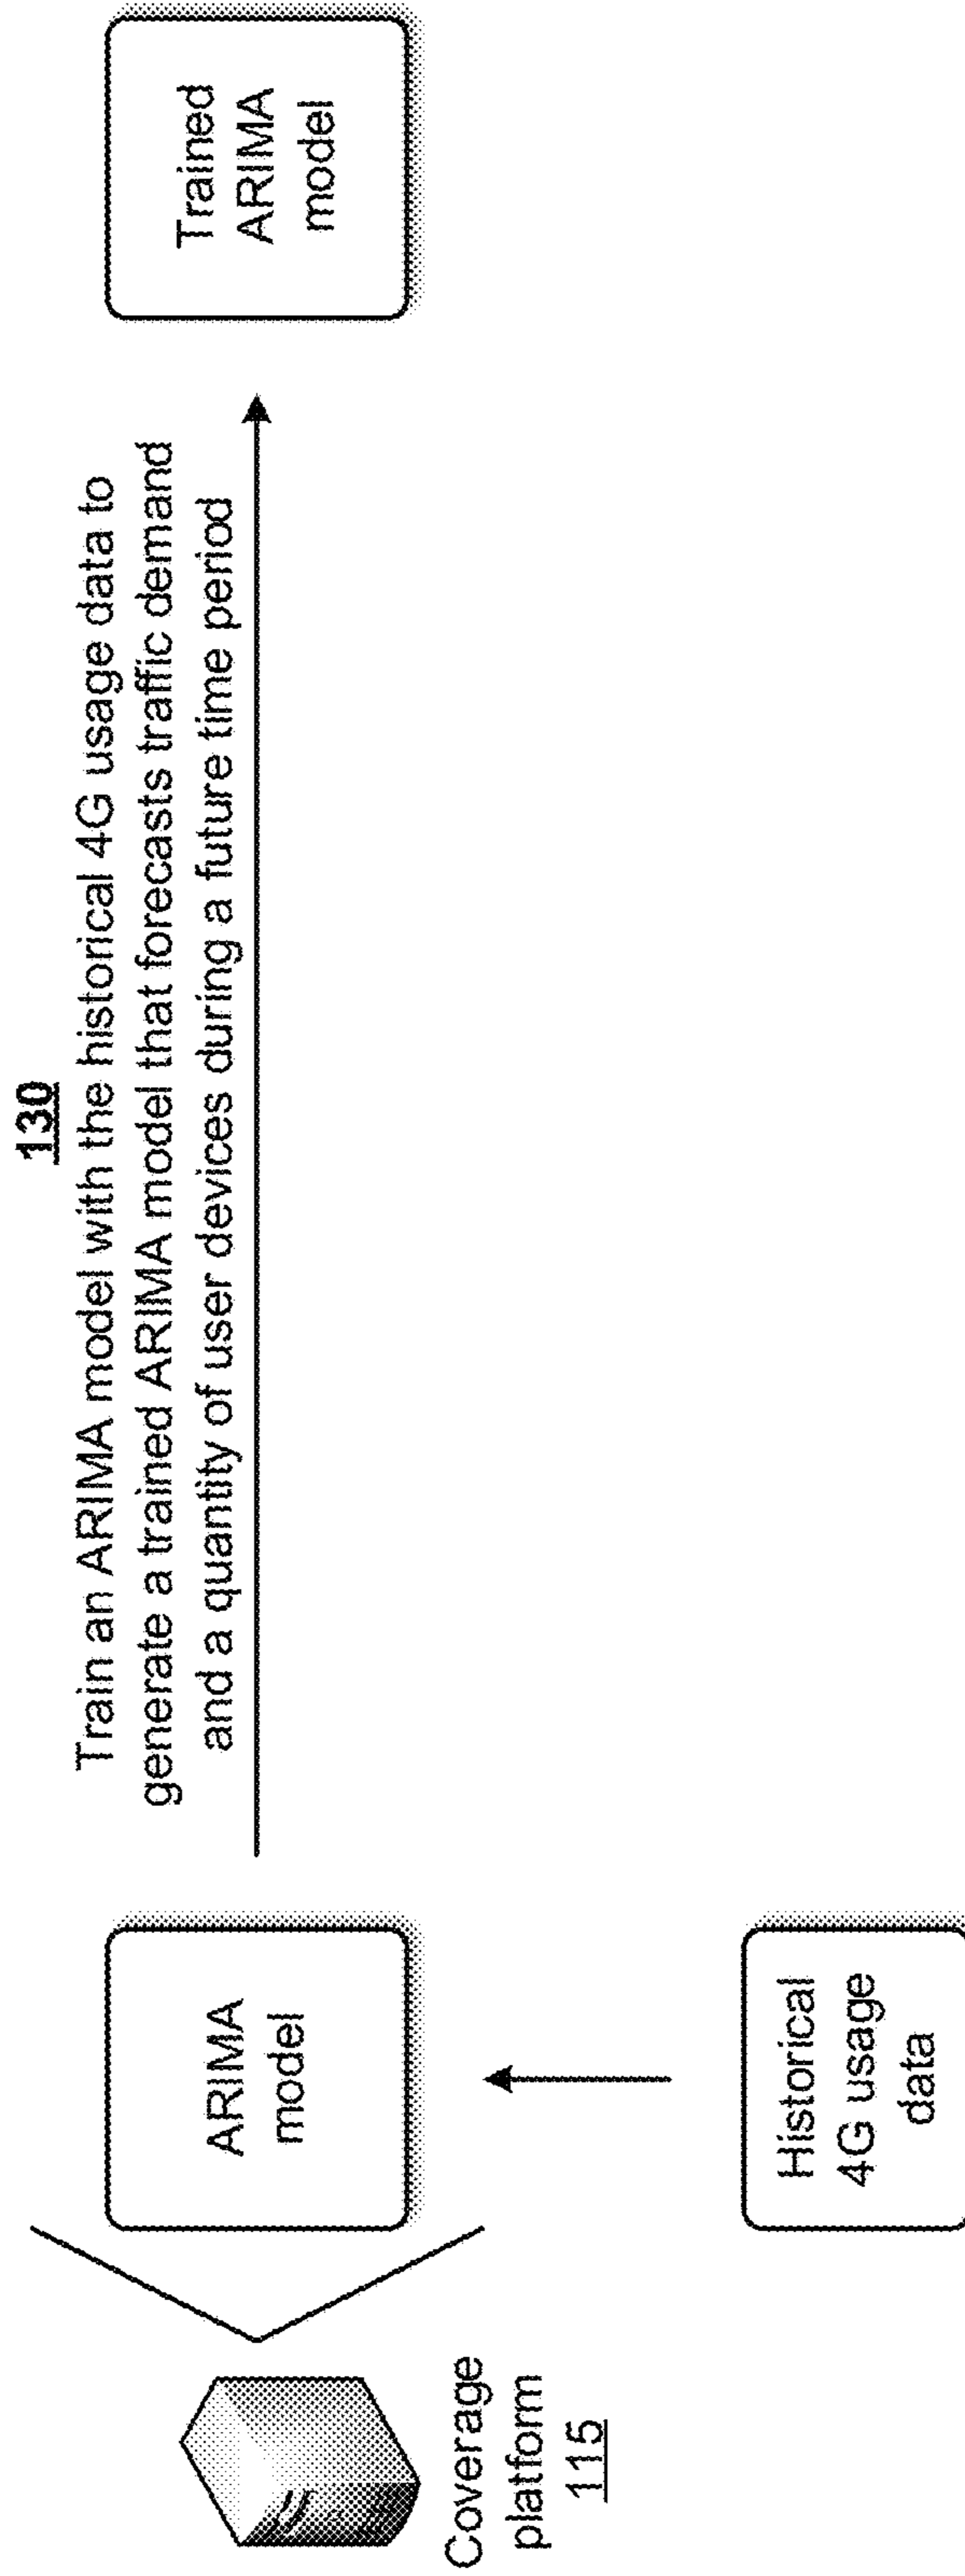 130
Train an ARIMA model with the historical 4G usage data to
generate a trained ARIMA model that forecasts traffic demand
and a quantity of user devices during a future time period
Coverage
platform
115
ARIMA
model
Trained
ARIMA
model
Historical
4G usage
data